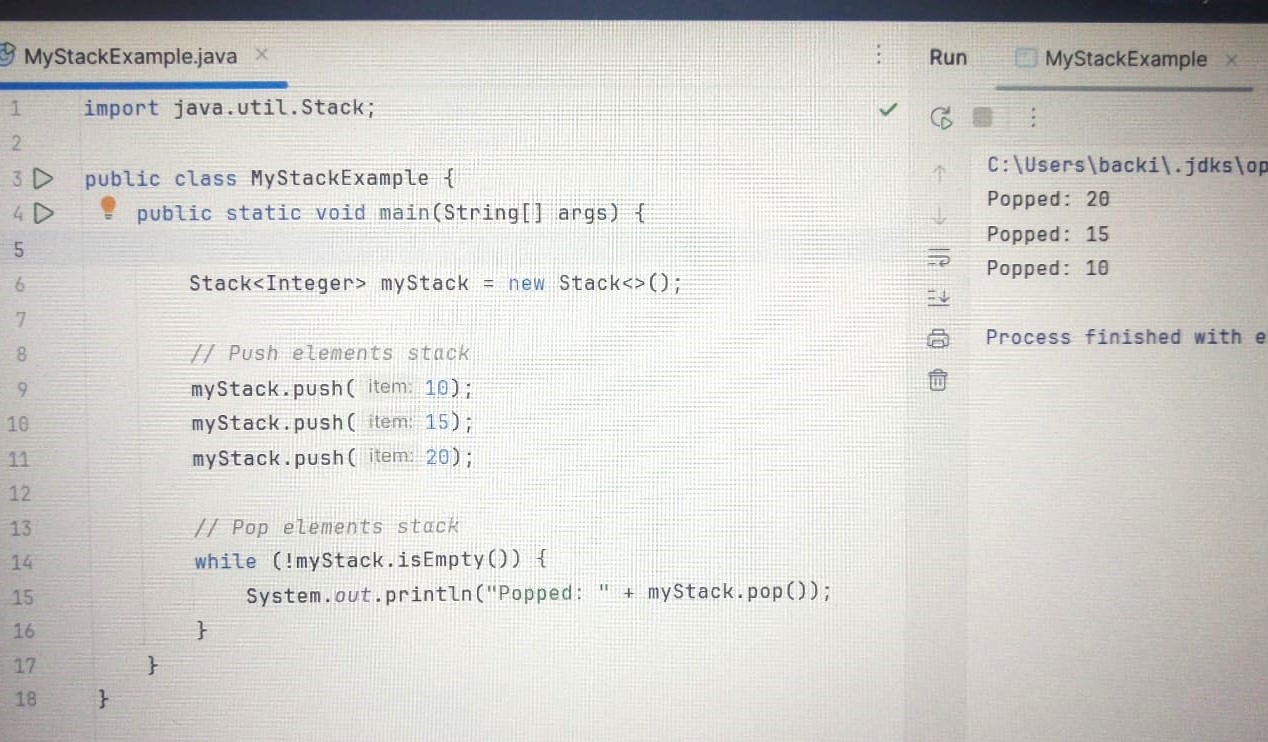 MyStackExample.java
1 import java.util.Stack;
2
3 public class MyStackExample {
4 public static void main(String[] args) {
5
6 Stack<Integer> myStack = new Stack<>();
7
8 // Push elements stack
9 myStack.push( item: 10);
10 myStack.push( item: 15);
11 myStack.push( item: 20);
12
13 // Pop elements stack
14 while (!myStack.isEmpty()) {
15 System.out.println("Popped: " + myStack.pop());
16 }
17 }
18 }
Run MyStackExample
C:\Users\backi\.jdks\op
Popped: 20
Popped: 15
Popped: 10
Process finished with e